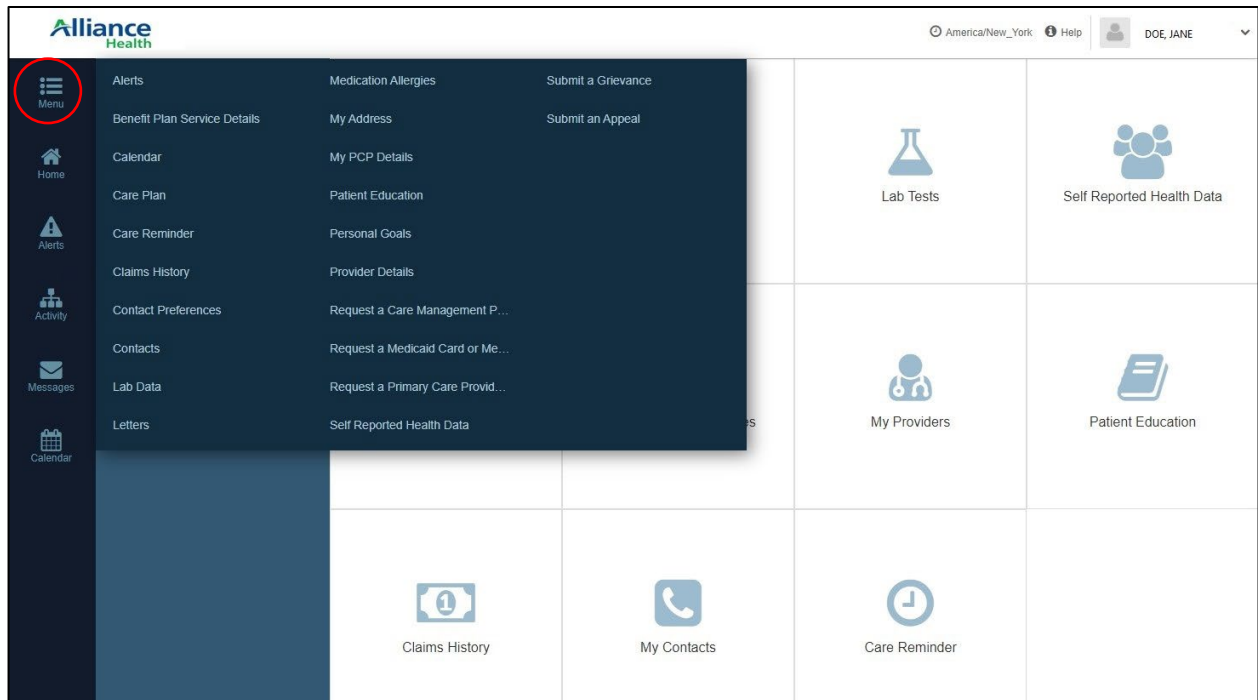 Alliance
Health
America/New_York Help DOE, JANE
Menu
Home
Alerts
Activity
Messages
Calendar
Alerts
Benefit Plan Service Details
Calendar
Care Plan
Care Reminder
Claims History
Contact Preferences
Contacts
Lab Data
Letters
Medication Allergies
My Address
My PCP Details
Patient Education
Personal Goals
Provider Details
Request a Care Management P...
Request a Medicaid Card or Me...
Request a Primary Care Provid...
Self Reported Health Data
Submit a Grievance
Submit an Appeal
Lab Tests
Self Reported Health Data
My Providers
Patient Education
1
Claims History
My Contacts
Care Reminder